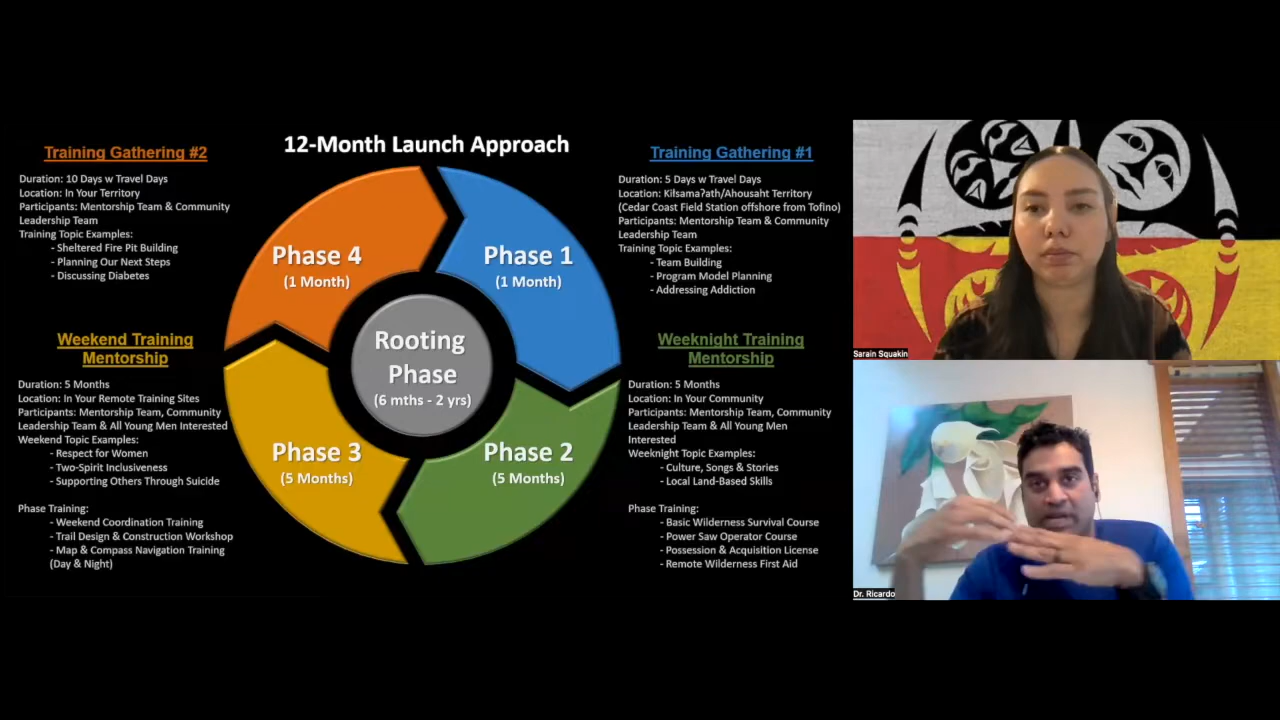 12-Month Launch Approach
Training Gathering #2
Duration: 10 Days w Travel Days
Location: In Your Territory
Participants: Mentorship Team & Community
Leadership Team
Training Topic Examples:
- Sheltered Fire Pit Building
- Planning Our Next Steps
- Discussing Diabetes
Training Gathering #1
Duration: 5 Days w Travel Days
Location: Kiłsamaʔath/Ahousaht Territory
(Cedar Coast Field Station offshore from Tofino)
Participants: Mentorship Team & Community
Leadership Team
Training Topic Examples:
- Team Building
- Program Model Planning
- Addressing Addiction
Phase 4
(1 Month)
Phase 1
(1 Month)
Rooting
Phase
(6 mths - 2 yrs)
Phase 3
(5 Months)
Phase 2
(5 Months)
Weekend Training
Mentorship
Duration: 5 Months
Location: In Your Remote Training Sites
Participants: Mentorship Team, Community
Leadership Team & All Young Men Interested
Weekend Topic Examples:
- Respect for Women
- Two-Spirit Inclusiveness
- Supporting Others Through Suicide
Phase Training:
- Weekend Coordination Training
- Trail Design & Construction Workshop
- Map & Compass Navigation Training
(Day & Night)
Weeknight Training
Mentorship
Duration: 5 Months
Location: In Your Community
Participants: Mentorship Team, Community
Leadership Team & All Young Men
Interested
Weeknight Topic Examples:
- Culture, Songs & Stories
- Local Land-Based Skills
Phase Training:
- Basic Wilderness Survival Course
- Power Saw Operator Course
- Possession & Acquisition License
- Remote Wilderness First Aid
Sarain Squakin
Dr. Ricardo